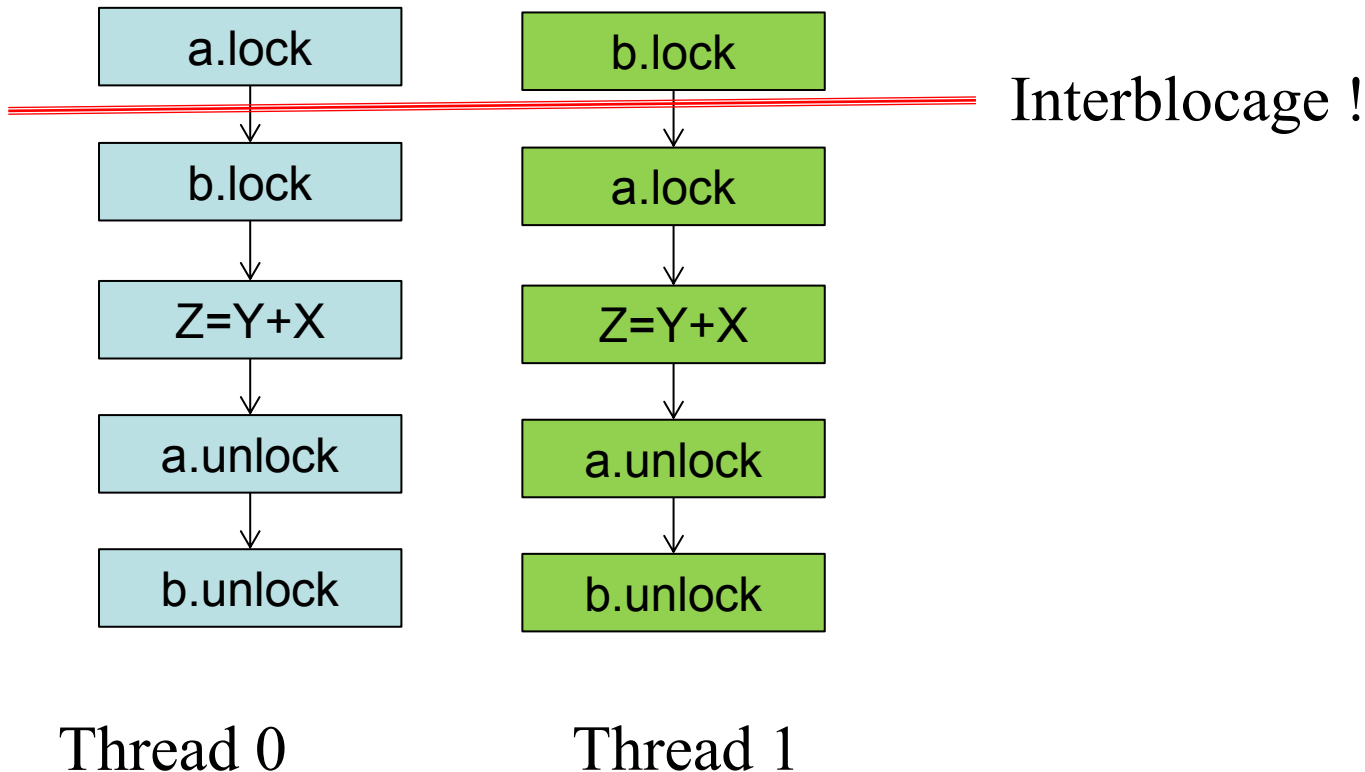 a.lock
b.lock
Interblocage !
b.lock
a.lock
Z=Y+X
Z=Y+X
a.unlock
a.unlock
b.unlock
b.unlock
Thread 0
Thread 1